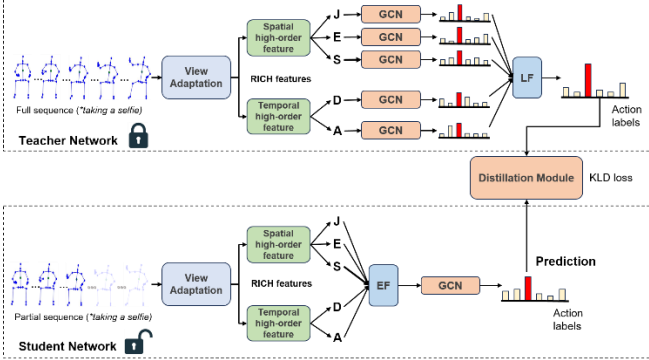 Spatial
high-order
feature
J
E
S
GCN
GCN
GCN
View
Adaptation
RICH features
LF
Temporal
high-order
feature
D
A
GCN
GCN
Full sequence (*taking a selfie)
Action
labels
Teacher Network
Distillation Module
KLD loss
Spatial
high-order
feature
J
E
S
View
Adaptation
RICH features
EF
GCN
Prediction
Temporal
high-order
feature
D
A
Partial sequence (*taking a selfie)
Action
labels
Student Network